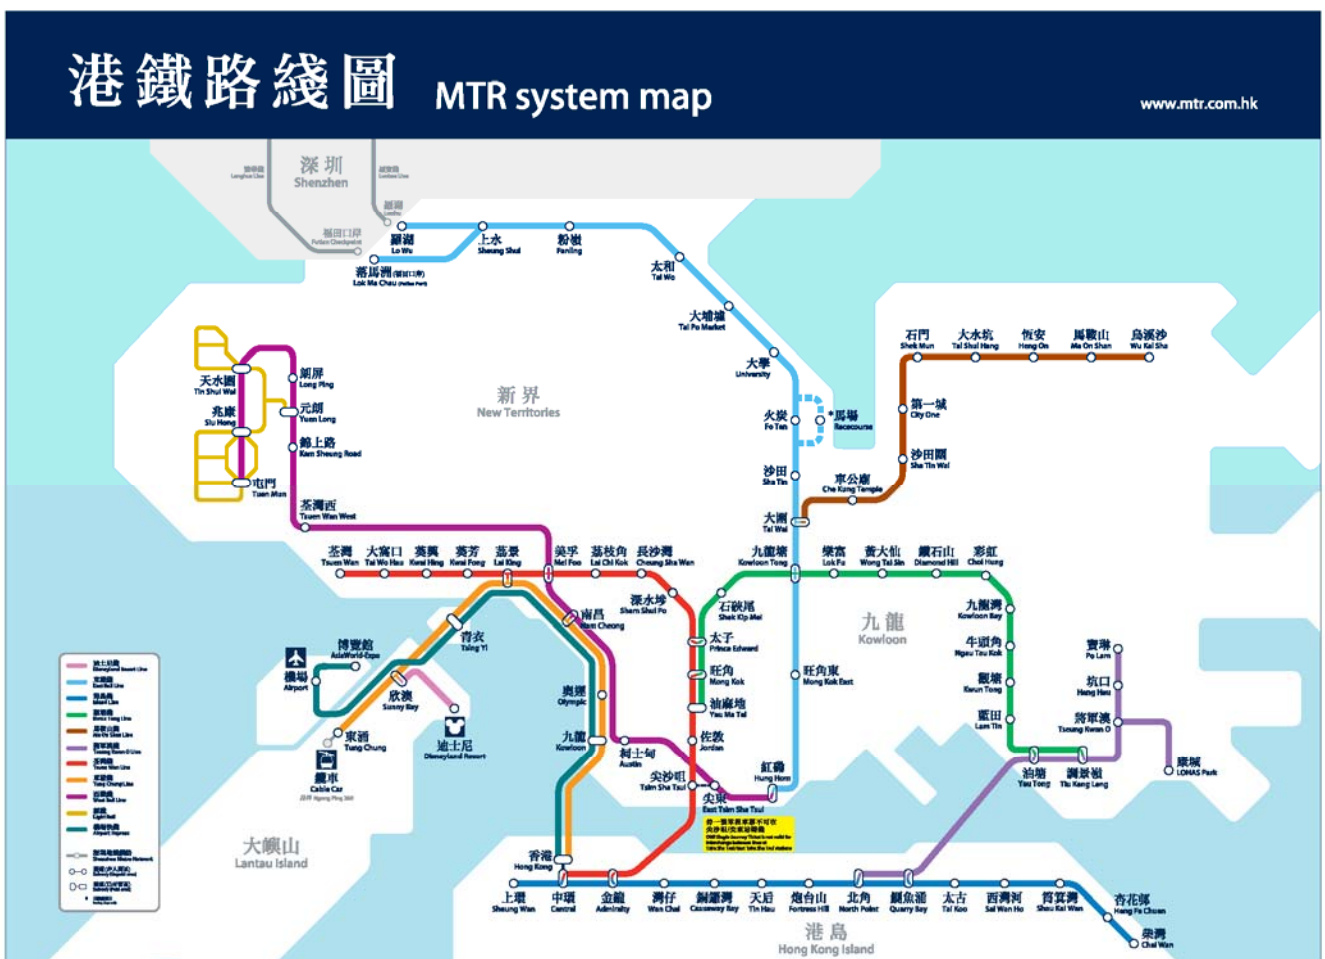 港鐵路綫圖 MTR system map
www.mtr.com.hk
深圳
Shenzhen
羅湖
Lo Wu
上水
Sheung Shui
粉嶺
Fanling
落馬洲
Lok Ma Chau
太和
Tai Wo
大埔墟
Tai Po Market
大學
University
火炭
Fo Tan
*馬場
Racecourse
沙田
Sha Tin
大圍
Tai Wai
車公廟
Che Kung Temple
沙田圍
Sha Tin Wai
第一城
City One
石門
Shek Mun
大水坑
Tai Shui Hang
恆安
Heng On
馬鞍山
Ma On Shan
烏溪沙
Wu Kai Sha
新界
New Territories
天水圍
Tin Shui Wai
朗屏
Long Ping
兆康
Siu Hong
元朗
Yuen Long
錦上路
Kam Sheung Road
屯門
Tuen Mun
荃灣西
Tsuen Wan West
荃灣
Tsuen Wan
大窩口
Tai Wo Hau
葵興
Kwai Hing
葵芳
Kwai Fong
荔景
Lai King
美孚
Mei Foo
荔枝角
Lai Chi Kok
長沙灣
Cheung Sha Wan
深水埗
Sham Shui Po
九龍塘
Kowloon Tong
樂富
Lok Fu
黃大仙
Wong Tai Sin
鑽石山
Diamond Hill
彩虹
Choi Hung
石硤尾
Shek Kip Mei
九龍灣
Kowloon Bay
牛頭角
Ngau Tau Kok
觀塘
Kwun Tong
藍田
Lam Tin
九龍
Kowloon
南昌
Nam Cheong
太子
Prince Edward
旺角
Mong Kok
油麻地
Yau Ma Tei
旺角東
Mong Kok East
寶琳
Po Lam
坑口
Hang Hau
將軍澳
Tseung Kwan O
康城
LOHAS Park
油塘
Yau Tong
調景嶺
Tiu Keng Leng
博覽館
AsiaWorld-Expo
機場
Airport
青衣
Tsing Yi
欣澳
Sunny Bay
東涌
Tung Chung
纜車
Cable Car
迪士尼
Disneyland Resort
奧運
Olympic
九龍
Kowloon
柯士甸
Austin
佐敦
Jordan
尖沙咀
Tsim Sha Tsui
尖東
East Tsim Sha Tsui
紅磡
Hung Hom
大嶼山
Lantau Island
香港
Hong Kong
上環
Sheung Wan
中環
Central
金鐘
Admiralty
灣仔
Wan Chai
銅鑼灣
Causeway Bay
天后
Tin Hau
炮台山
Fortress Hill
北角
North Point
鰂魚涌
Quarry Bay
太古
Tai Koo
西灣河
Sai Wan Ho
筲箕灣
Shau Kei Wan
杏花邨
Heng Fa Chuen
柴灣
Chai Wan
港島
Hong Kong Island